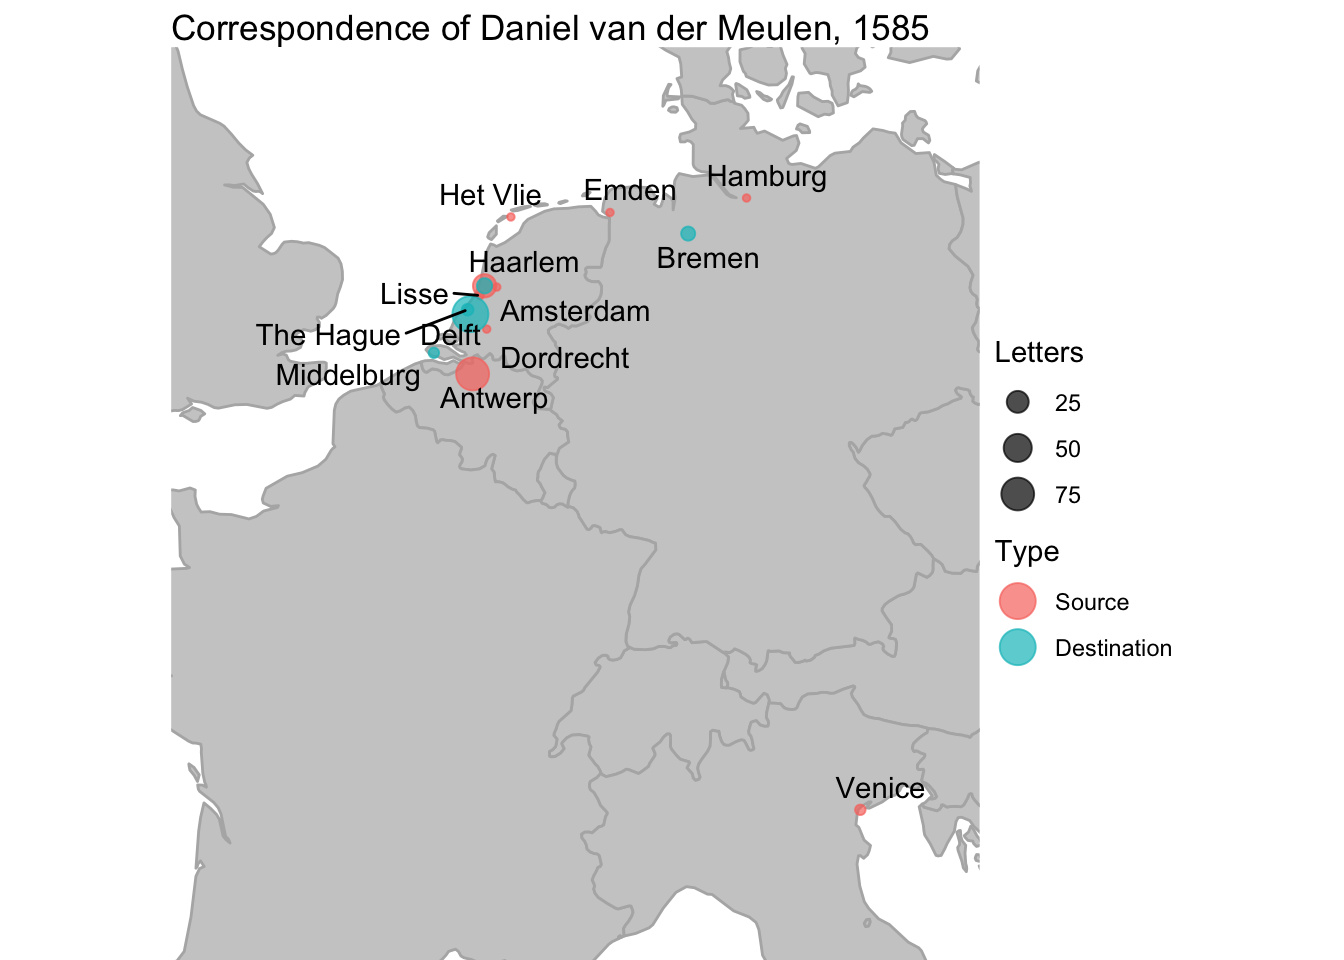 Correspondence of Daniel van der Meulen, 1585
Hamburg
Het Vlie
Emden
Bremen
Haarlem
Lisse
Amsterdam
The Hague
Delft
Dordrecht
Middelburg
Antwerp
Venice
Letters
25
50
75
Type
Source
Destination